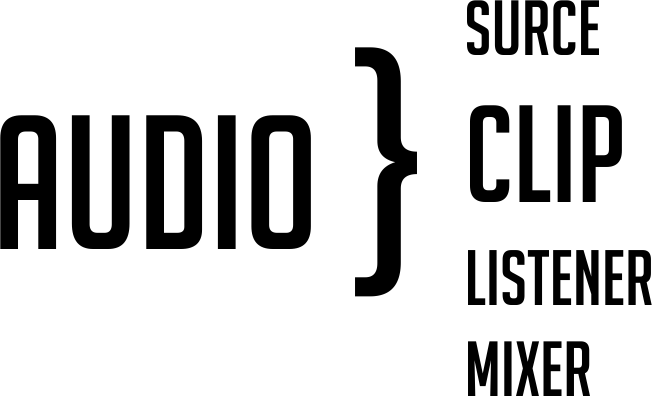 AUDIO }
SURCE
CLIP
LISTENER
MIXER